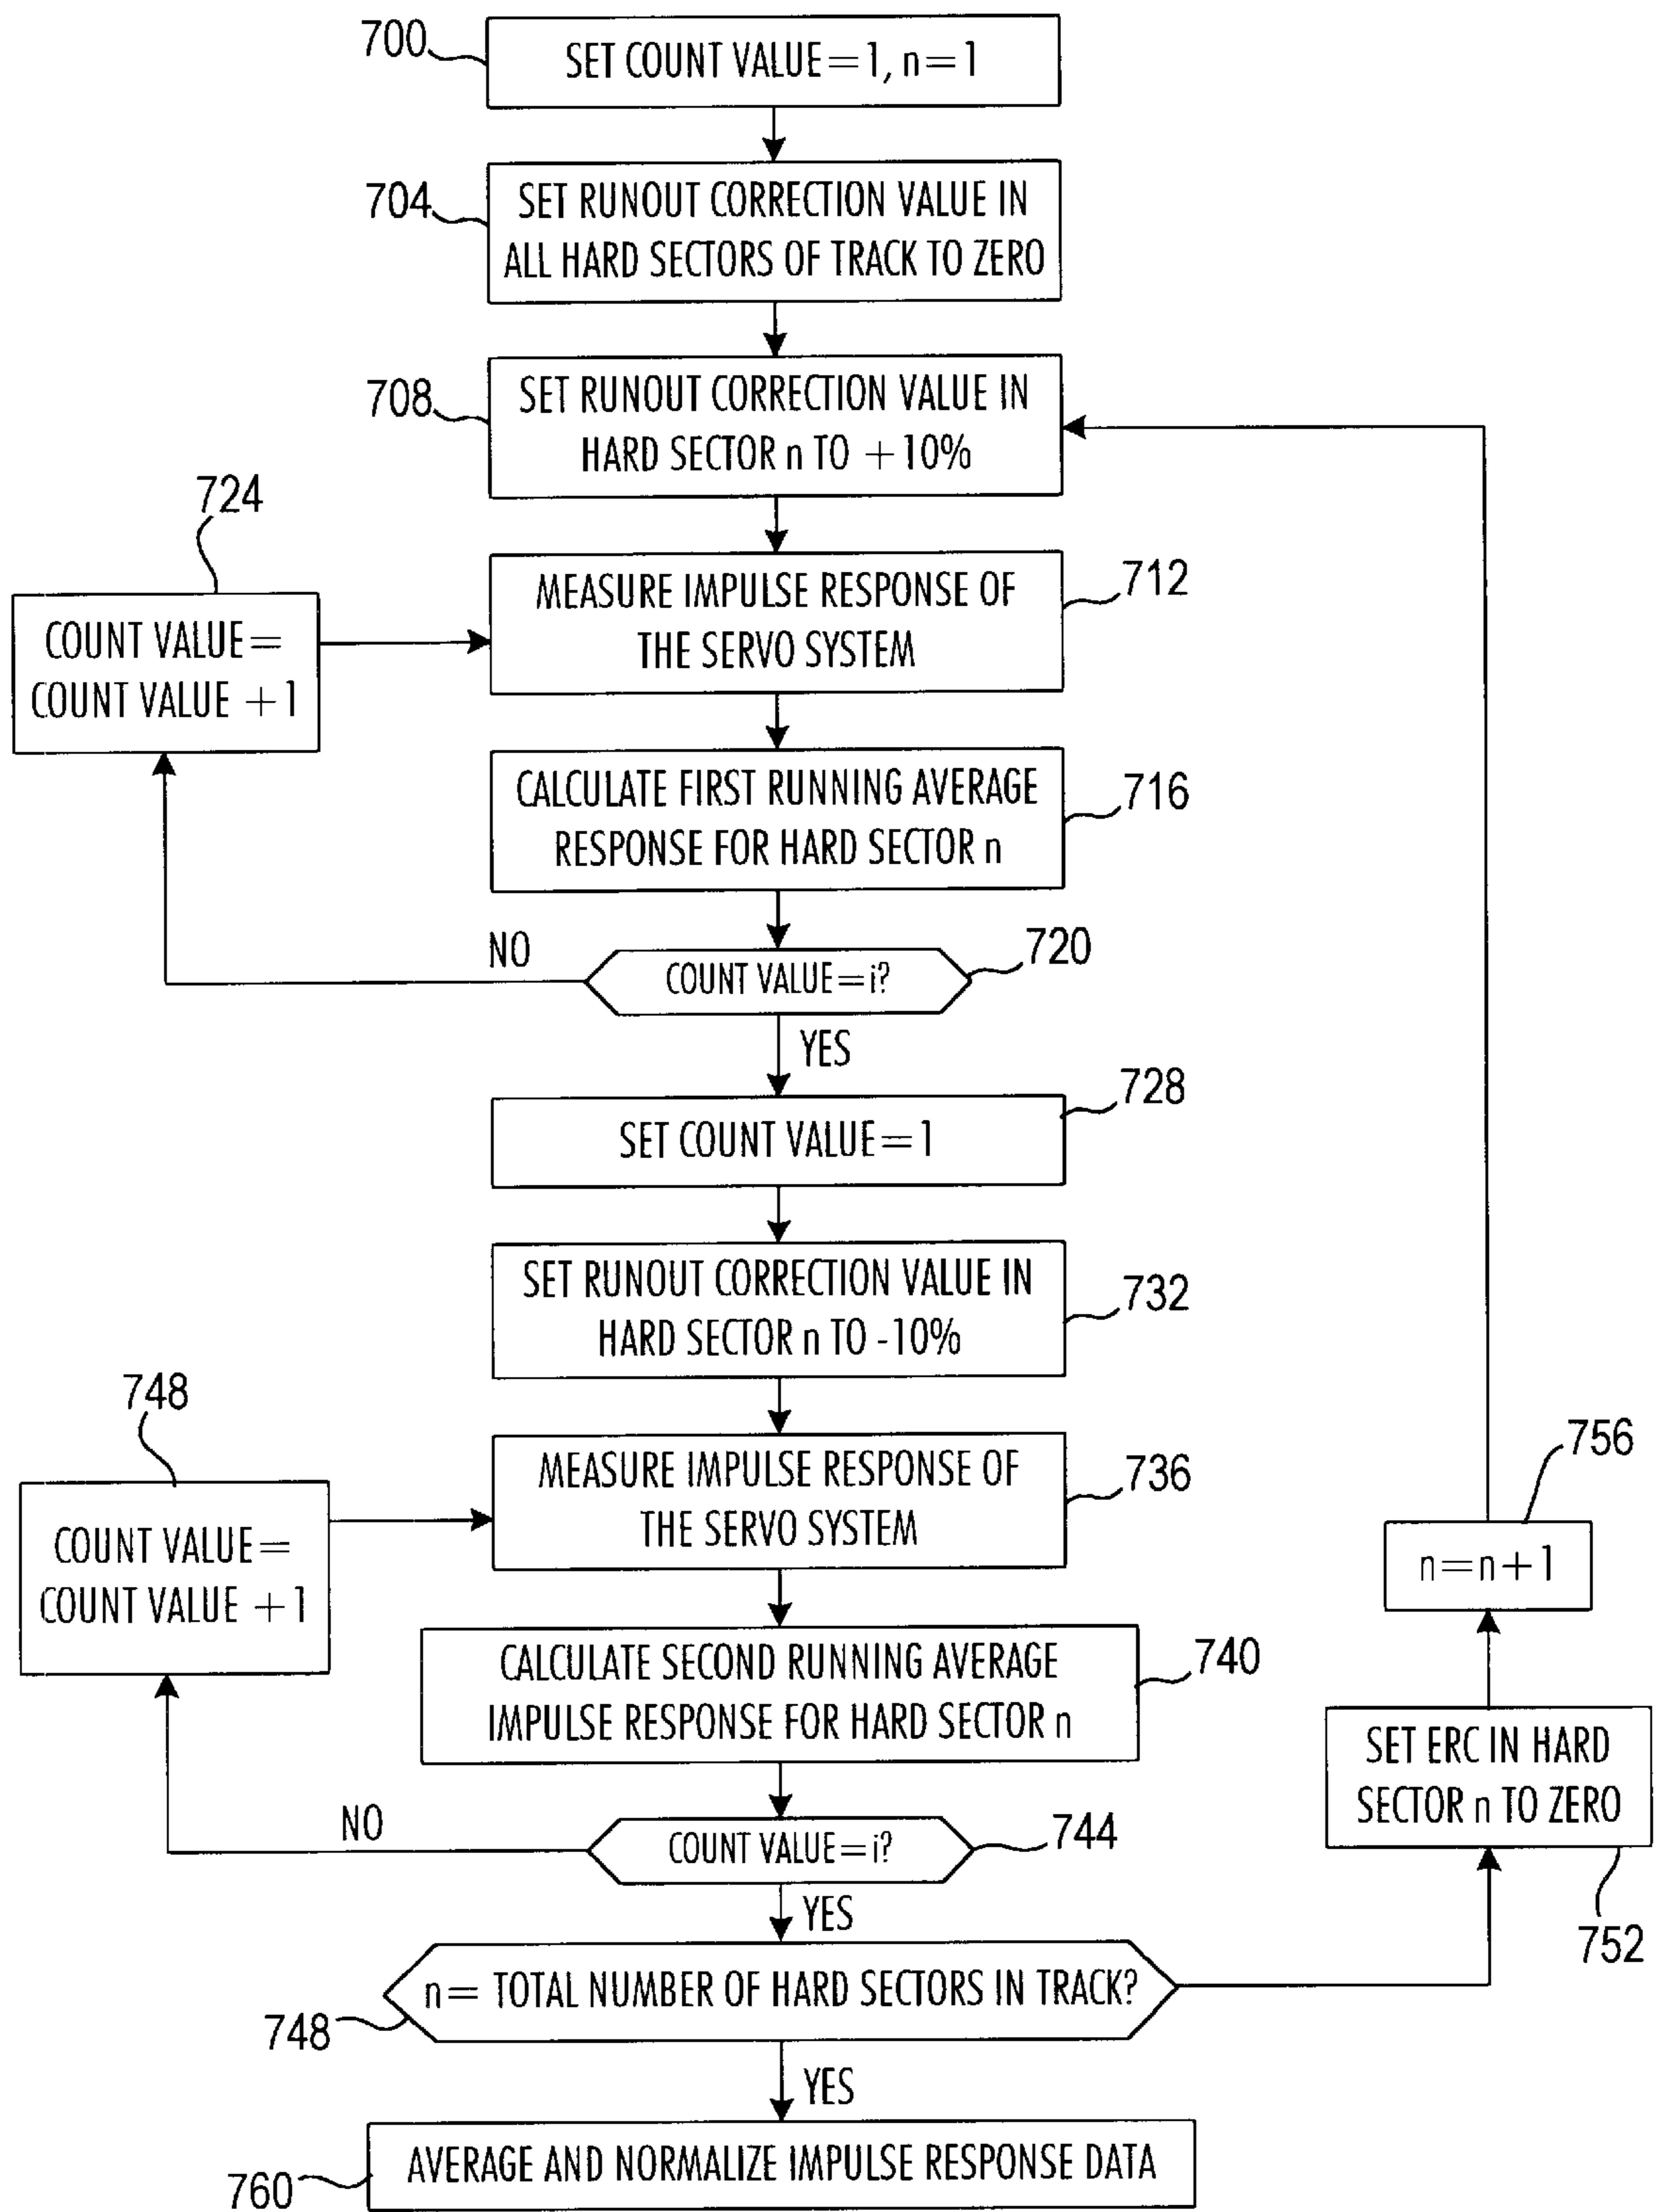 700
SET COUNT VALUE=1, n=1
704
SET RUNOUT CORRECTION VALUE IN
ALL HARD SECTORS OF TRACK TO ZERO
708
SET RUNOUT CORRECTION VALUE IN
HARD SECTOR n TO +10%
724
COUNT VALUE=
COUNT VALUE +1
MEASURE IMPULSE RESPONSE OF
THE SERVO SYSTEM
712
CALCULATE FIRST RUNNING AVERAGE
RESPONSE FOR HARD SECTOR n
716
NO
COUNT VALUE=i?
720
YES
728
SET COUNT VALUE=1
SET RUNOUT CORRECTION VALUE IN
HARD SECTOR n TO -10%
732
748
COUNT VALUE=
COUNT VALUE +1
MEASURE IMPULSE RESPONSE OF
THE SERVO SYSTEM
736
756
n=n+1
CALCULATE SECOND RUNNING AVERAGE
IMPULSE RESPONSE FOR HARD SECTOR n
740
SET ERC IN HARD
SECTOR n TO ZERO
752
NO
COUNT VALUE=i?
744
YES
n= TOTAL NUMBER OF HARD SECTORS IN TRACK?
748
YES
AVERAGE AND NORMALIZE IMPULSE RESPONSE DATA
760